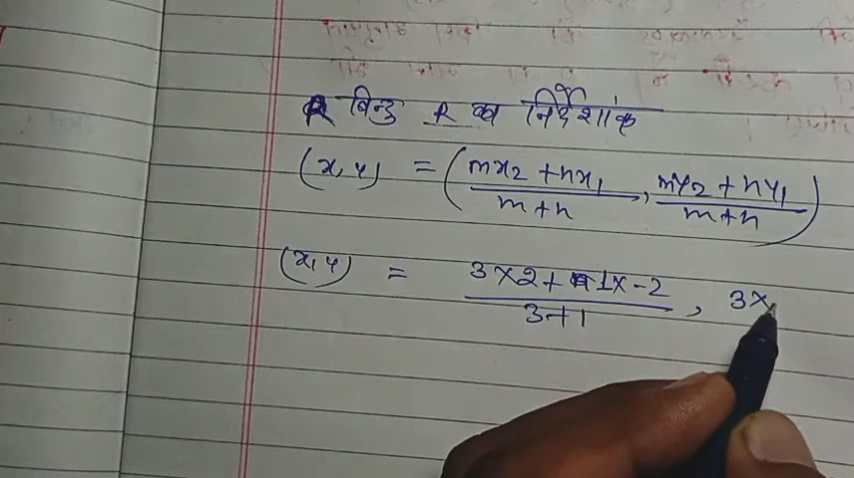 बिन्दु R का निर्देशांक
(x, y) = (mx₂ + nx₁ / m+n, my₂ + ny₁ / m+n)
(x, y) = 3×2 + 1×-2 / 3+1, 3×